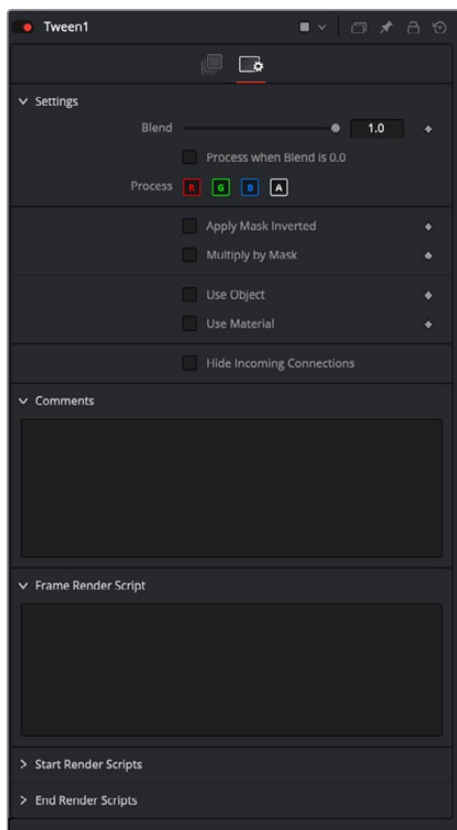 Tween1
Settings
Blend 1.0
Process when Blend is 0.0
Process R G B A
Apply Mask Inverted
Multiply by Mask
Use Object
Use Material
Hide Incoming Connections
Comments
Frame Render Script
Start Render Scripts
End Render Scripts